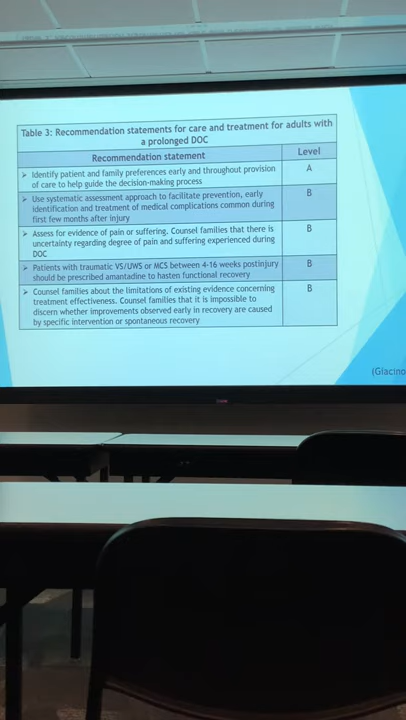 Table 3: Recommendation statements for care and treatment for adults with
a prolonged DOC
Recommendation statement
Level
➢ Identify patient and family preferences early and throughout provision
of care to help guide the decision-making process
A
➢ Use systematic assessment approach to facilitate prevention, early
identification and treatment of medical complications common during
first few months after injury
B
➢ Assess for evidence of pain or suffering. Counsel families that there is
uncertainty regarding degree of pain and suffering experienced during
DOC
B
➢ Patients with traumatic VS/UWS or MCS between 4-16 weeks postinjury
should be prescribed amantadine to hasten functional recovery
B
➢ Counsel families about the limitations of existing evidence concerning
treatment effectiveness. Counsel families that it is impossible to
discern whether improvements observed early in recovery are caused
by specific intervention or spontaneous recovery
B
(Giacino